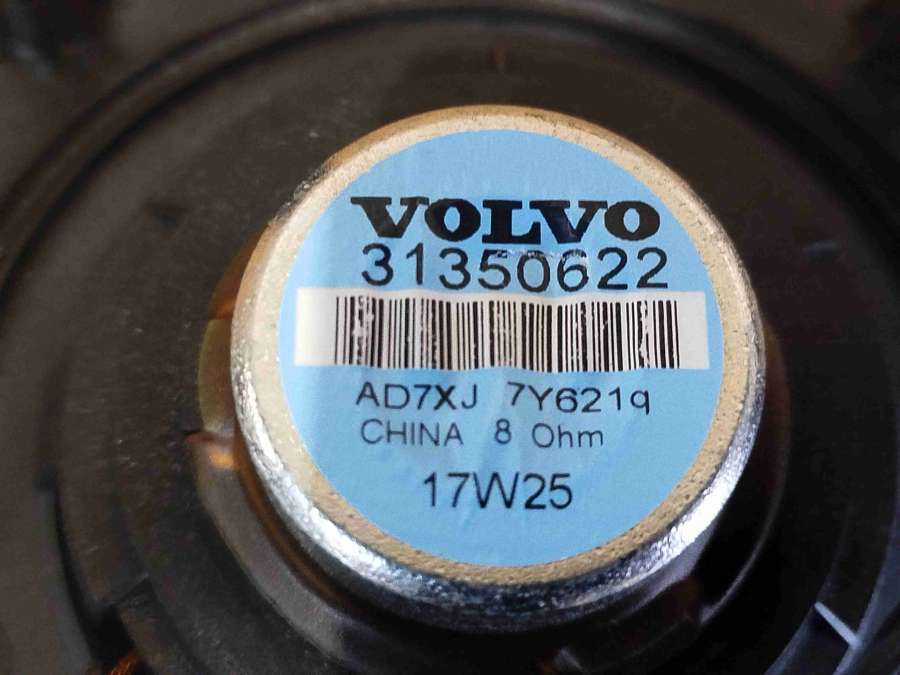 VOLVO
31350622
AD7XJ 7Y621q
CHINA 8 Ohm
17W25